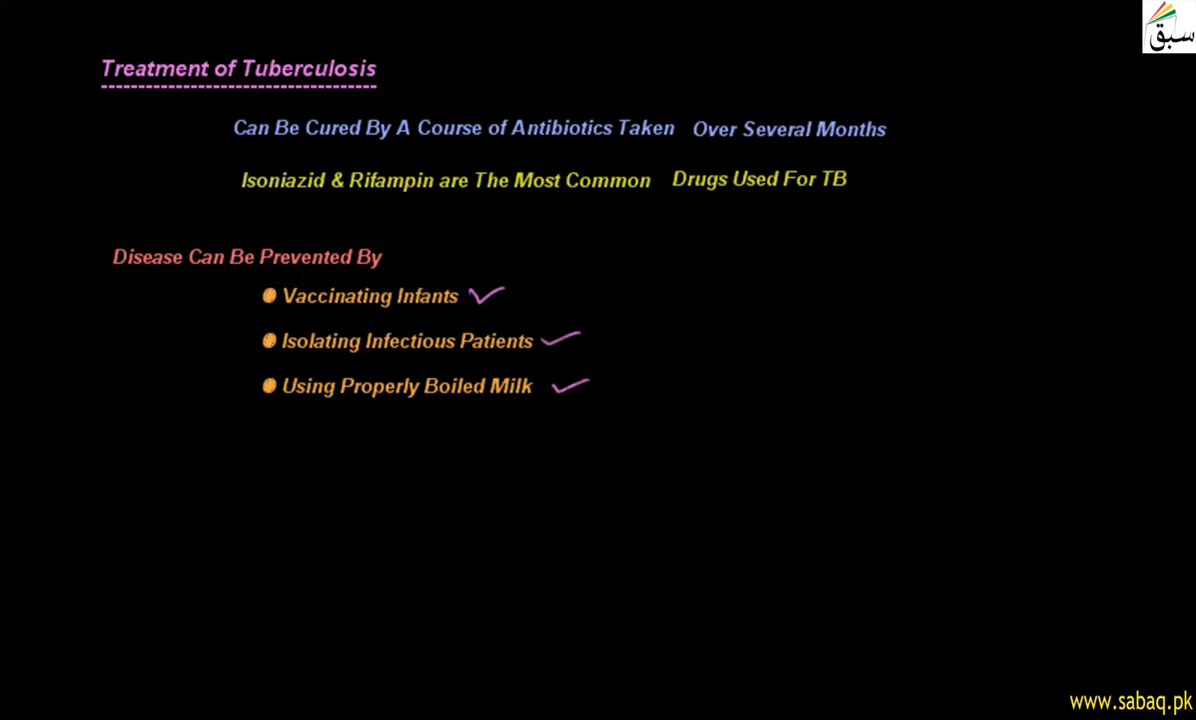 سبق
Treatment of Tuberculosis
Can Be Cured By A Course of Antibiotics Taken Over Several Months
Isoniazid & Rifampin are The Most Common Drugs Used For TB
Disease Can Be Prevented By
Vaccinating Infants
Isolating Infectious Patients
Using Properly Boiled Milk
www.sabaq.pk